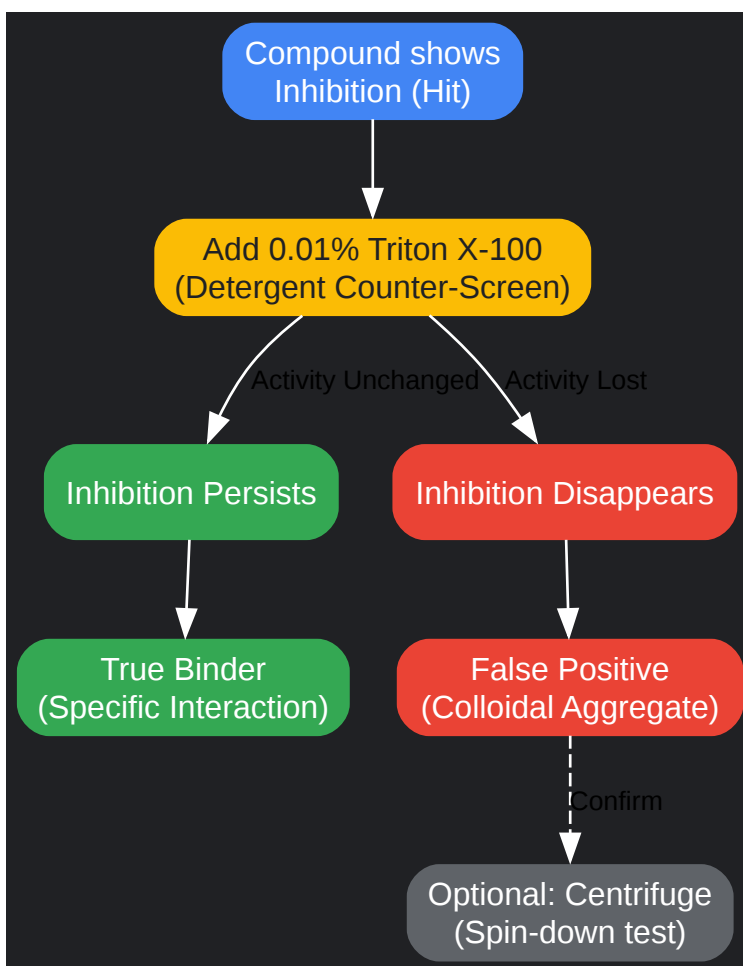 Compound shows
Inhibition (Hit)
Add 0.01% Triton X-100
(Detergent Counter-Screen)
Activity Unchanged
Activity Lost
Inhibition Persists
Inhibition Disappears
True Binder
(Specific Interaction)
False Positive
(Colloidal Aggregate)
Confirm
Optional: Centrifuge
(Spin-down test)